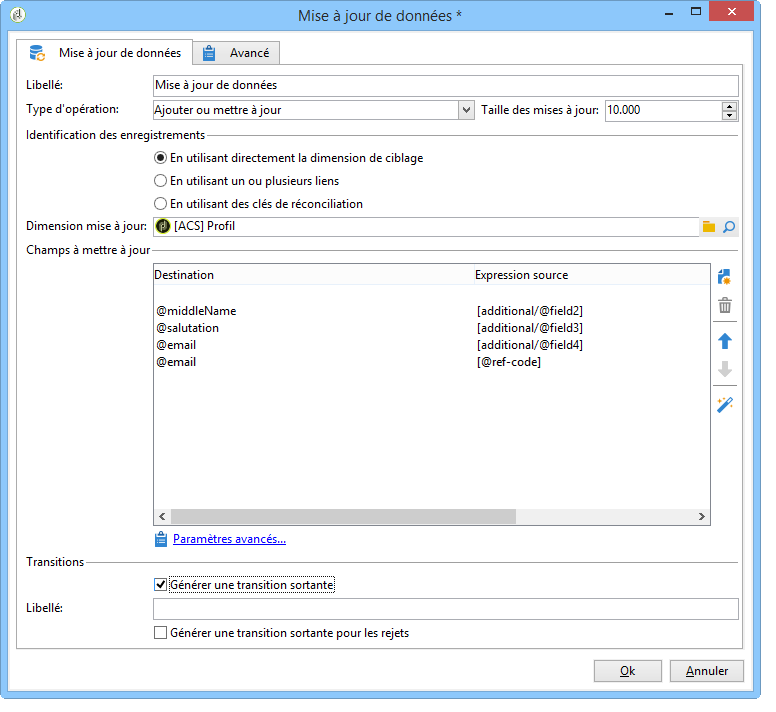 Mise à jour de données *
Mise à jour de données Avancé
Libellé: Mise à jour de données
Type d'opération: Ajouter ou mettre à jour Taille des mises à jour: 10.000
Identification des enregistrements
En utilisant directement la dimension de ciblage
En utilisant un ou plusieurs liens
En utilisant des clés de réconciliation
Dimension mise à jour: [ACS] Profil
Champs à mettre à jour
Destination Expression source
@middleName [additional/@field2]
@salutation [additional/@field3]
@email [additional/@field4]
@email [@ref-code]
Paramètres avancés...
Transitions
Générer une transition sortante
Libellé:
Générer une transition sortante pour les rejets
Ok Annuler